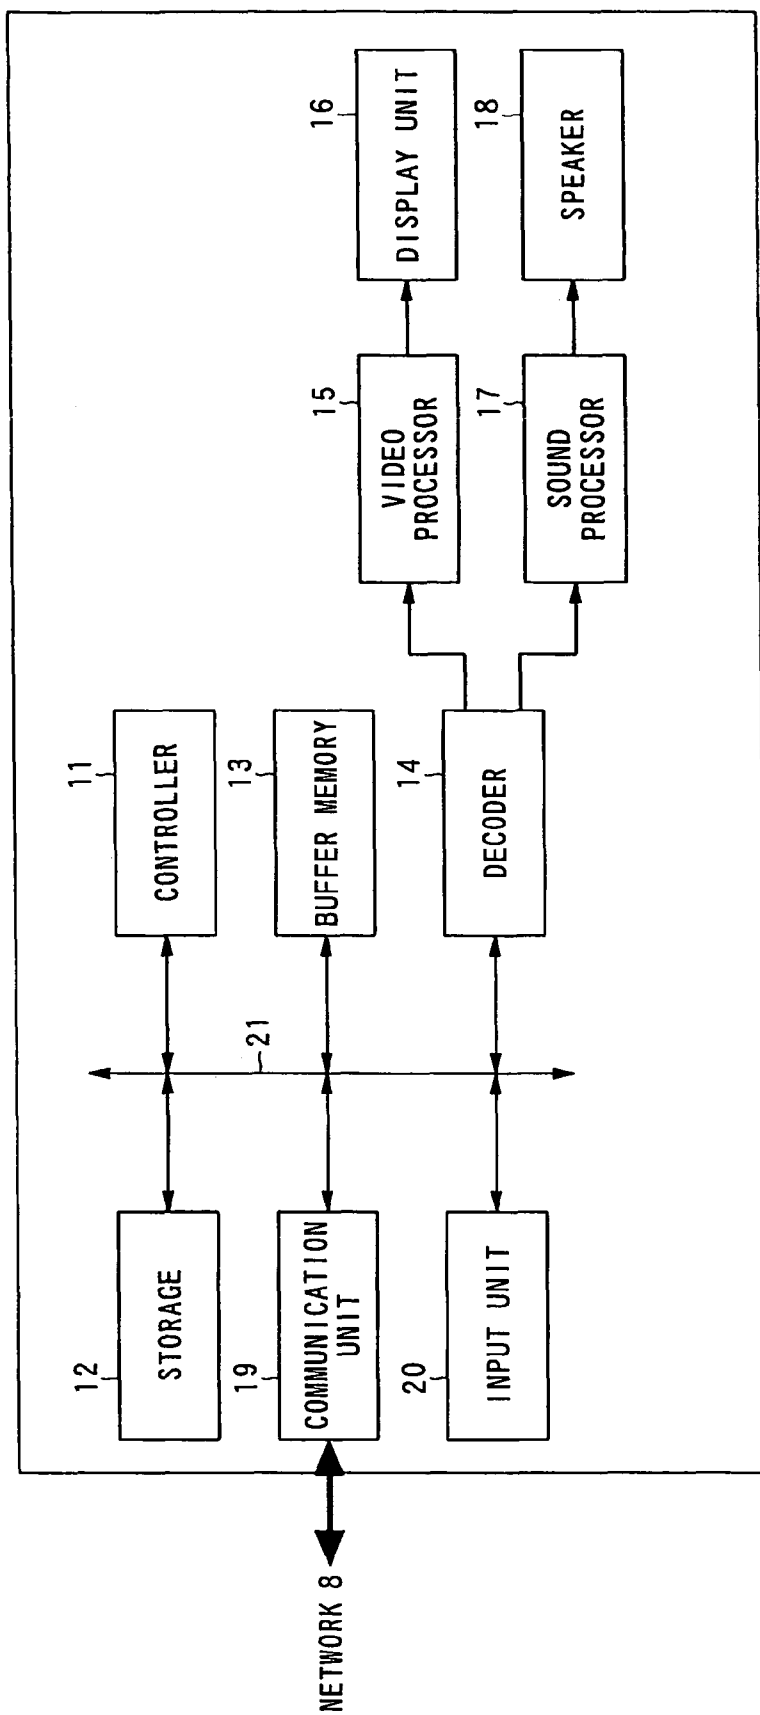 NETWORK 8
12
STORAGE
19
COMMUNICATION
UNIT
20
INPUT UNIT
21
11
CONTROLLER
13
BUFFER MEMORY
14
DECODER
15
VIDEO
PROCESSOR
17
SOUND
PROCESSOR
16
DISPLAY UNIT
18
SPEAKER